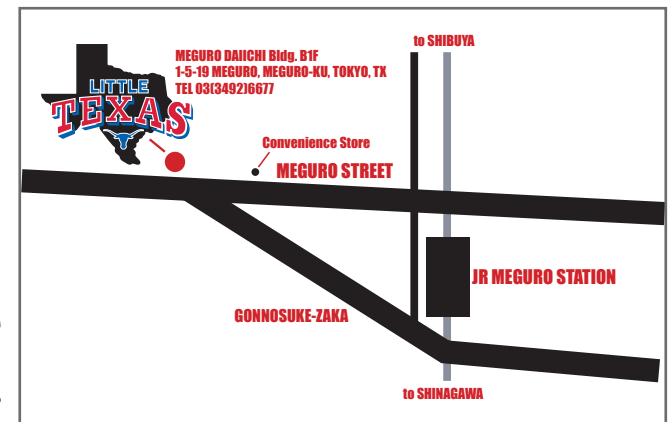 MEGURO DAIICHI Bldg. B1F
1-5-19 MEGURO, MEGURO-KU, TOKYO, TX
TEL 03(3492)6677
to SHIBUYA
LITTLE
TEXAS
Convenience Store
MEGURO STREET
JR MEGURO STATION
GONNOSUKE-ZAKA
to SHINAGAWA